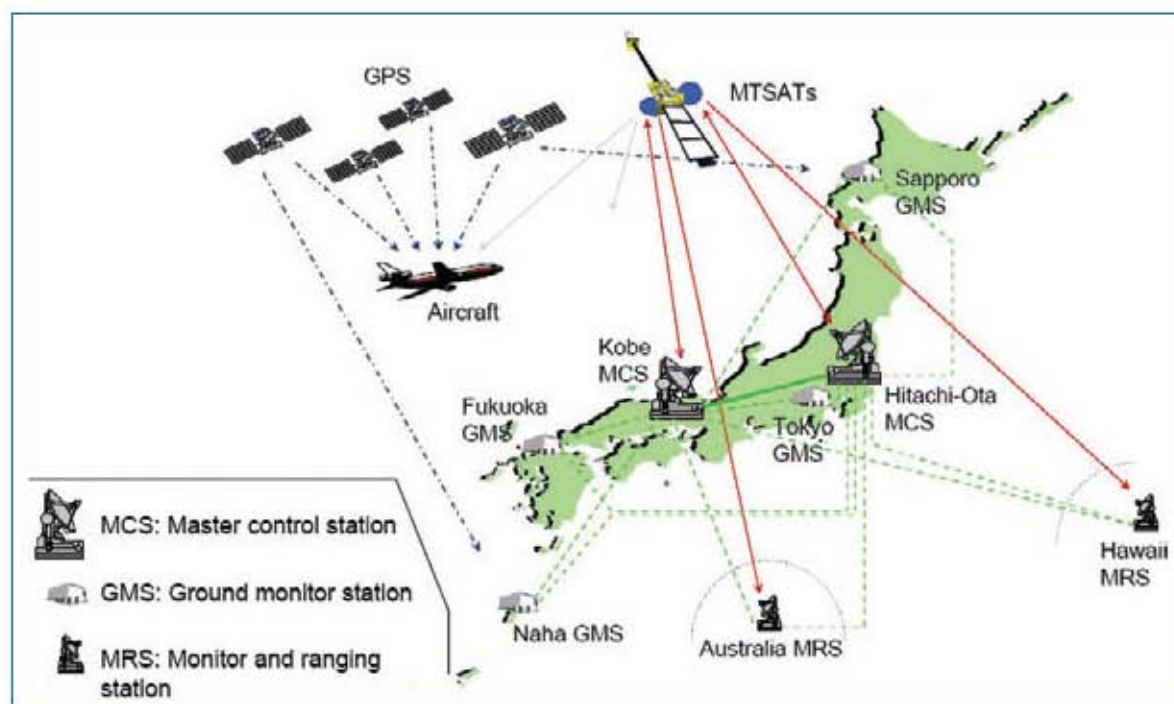 GPS
MTSATs
Sapporo
GMS
Aircraft
Kobe
MCS
Hitachi-Ota
MCS
Fukuoka
GMS
Tokyo
GMS
Hawaii
MRS
Naha GMS
Australia MRS
MCS: Master control station
GMS: Ground monitor station
MRS: Monitor and ranging
station